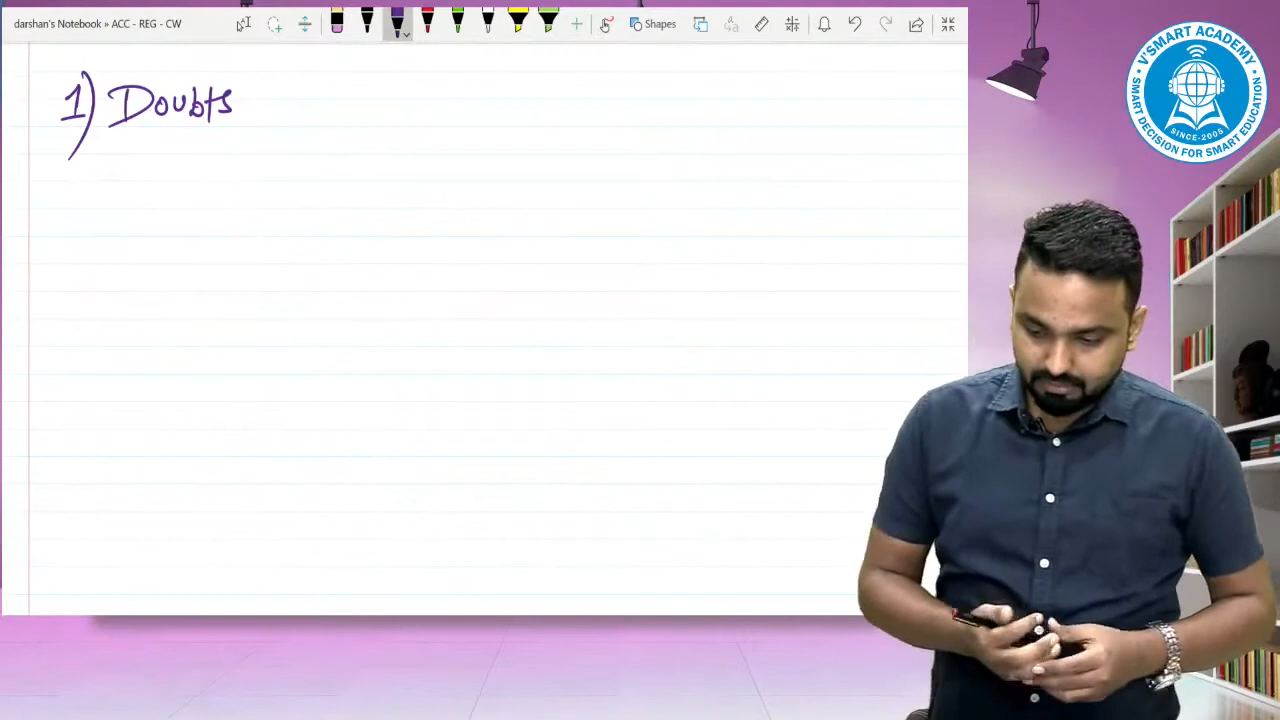 darshan's Notebook » ACC - REG - CW
Shapes
1) Doubts
V'SMART ACADEMY
SINCE-2005
SMART DECISION FOR SMART EDUCATION